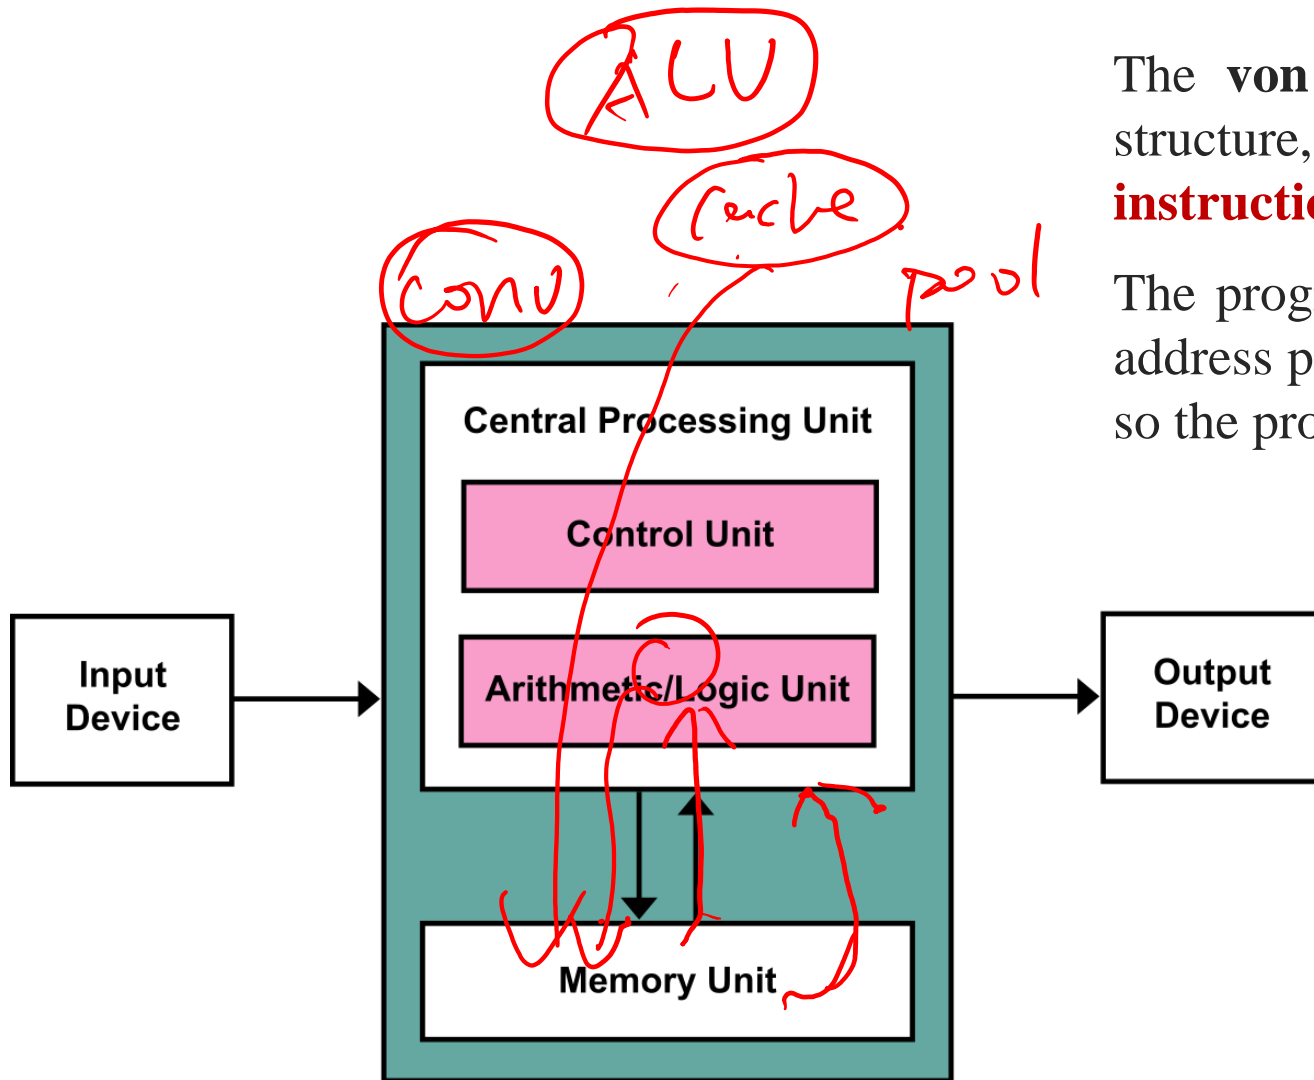 ALU
The von
structure,
instructi
Cache
conv
pool
The prog
address p
so the pro
Central Processing Unit
Control Unit
Arithmetic/Logic Unit
Input
Device
Output
Device
Memory Unit